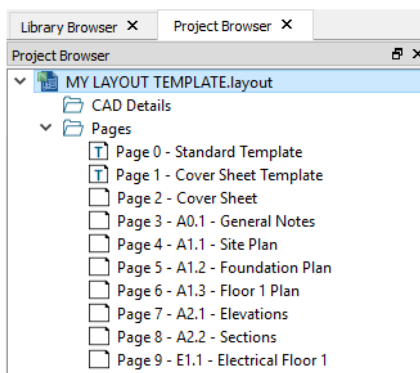 Library Browser X Project Browser X
Project Browser
MY LAYOUT TEMPLATE.layout
CAD Details
Pages
T Page 0 - Standard Template
T Page 1 - Cover Sheet Template
Page 2 - Cover Sheet
Page 3 - A0.1 - General Notes
Page 4 - A1.1 - Site Plan
Page 5 - A1.2 - Foundation Plan
Page 6 - A1.3 - Floor 1 Plan
Page 7 - A2.1 - Elevations
Page 8 - A2.2 - Sections
Page 9 - E1.1 - Electrical Floor 1